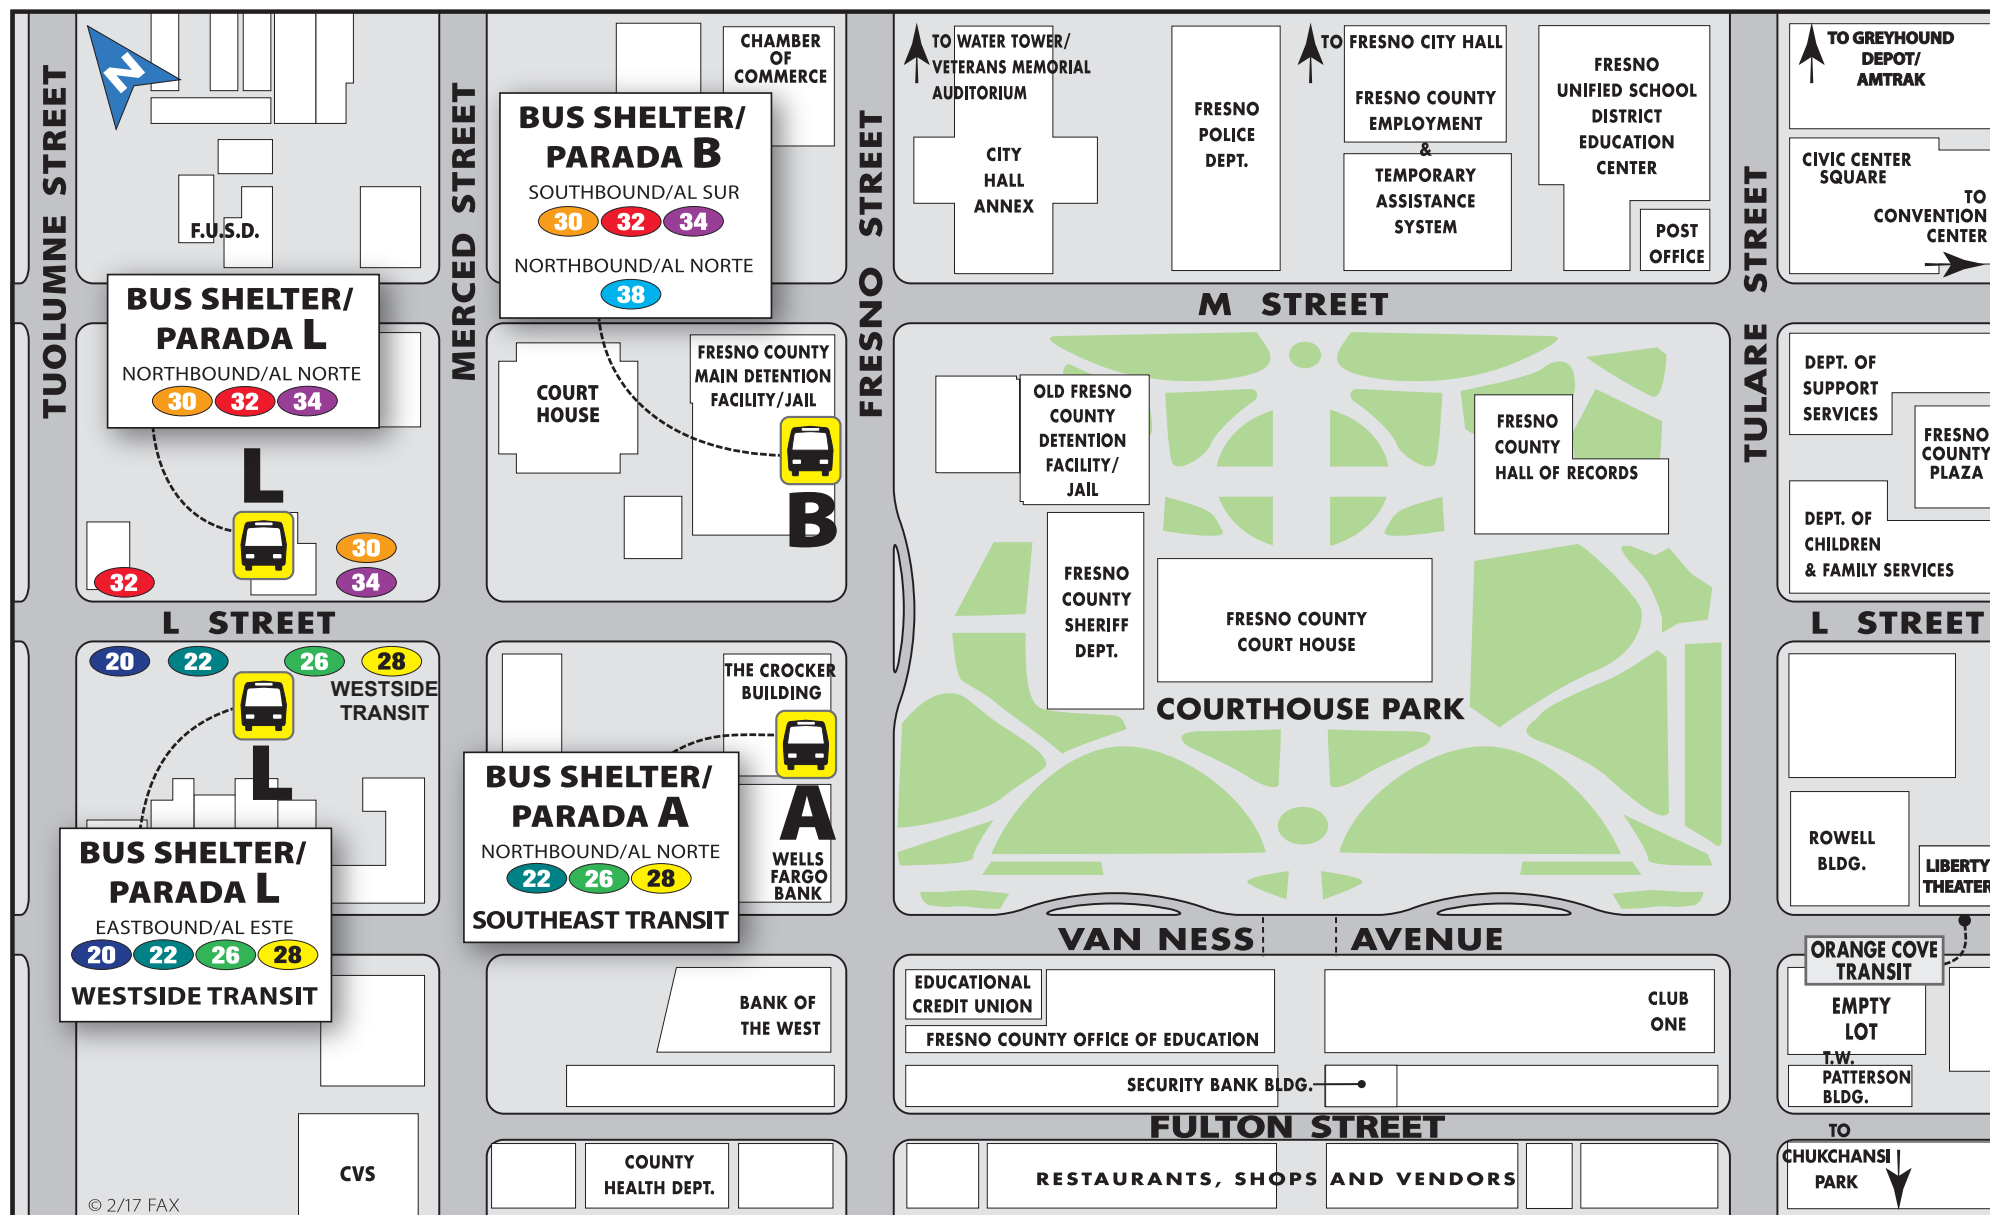 TUOLUMNE STREET
MERCED STREET
FRESNO STREET
TULARE STREET
N
F.U.S.D.
CHAMBER
OF
COMMERCE
BUS SHELTER/
PARADA B
SOUTHBOUND/AL SUR
30 32 34
NORTHBOUND/AL NORTE
38
TO WATER TOWER/
VETERANS MEMORIAL
AUDITORIUM
CITY
HALL
ANNEX
FRESNO
POLICE
DEPT.
TO FRESNO CITY HALL
FRESNO COUNTY
EMPLOYMENT
&
TEMPORARY
ASSISTANCE
SYSTEM
FRESNO
UNIFIED SCHOOL
DISTRICT
EDUCATION
CENTER
POST
OFFICE
TO GREYHOUND
DEPOT/
AMTRAK
CIVIC CENTER
SQUARE
TO
CONVENTION
CENTER
M STREET
BUS SHELTER/
PARADA L
NORTHBOUND/AL NORTE
30 32 34
L
32
30
34
COURT
HOUSE
FRESNO COUNTY
MAIN DETENTION
FACILITY/JAIL
B
OLD FRESNO
COUNTY
DETENTION
FACILITY/
JAIL
FRESNO
COUNTY
HALL OF RECORDS
FRESNO
COUNTY
SHERIFF
DEPT.
FRESNO COUNTY
COURT HOUSE
COURTHOUSE PARK
DEPT. OF
SUPPORT
SERVICES
FRESNO
COUNTY
PLAZA
DEPT. OF
CHILDREN
& FAMILY SERVICES
L STREET
L STREET
20 22 26 28
WESTSIDE
TRANSIT
L
BUS SHELTER/
PARADA L
EASTBOUND/AL ESTE
20 22 26 28
WESTSIDE TRANSIT
THE CROCKER
BUILDING
BUS SHELTER/
PARADA A
NORTHBOUND/AL NORTE
22 26 28
SOUTHEAST TRANSIT
A
WELLS
FARGO
BANK
ROWELL
BLDG.
LIBERTY
THEATER
VAN NESS AVENUE
ORANGE COVE
TRANSIT
EMPTY
LOT
T.W.
PATTERSON
BLDG.
BANK OF
THE WEST
EDUCATIONAL
CREDIT UNION
FRESNO COUNTY OFFICE OF EDUCATION
CLUB
ONE
SECURITY BANK BLDG.
FULTON STREET
CVS
COUNTY
HEALTH DEPT.
RESTAURANTS, SHOPS AND VENDORS
TO
CHUKCHANSI
PARK
© 2/17 FAX